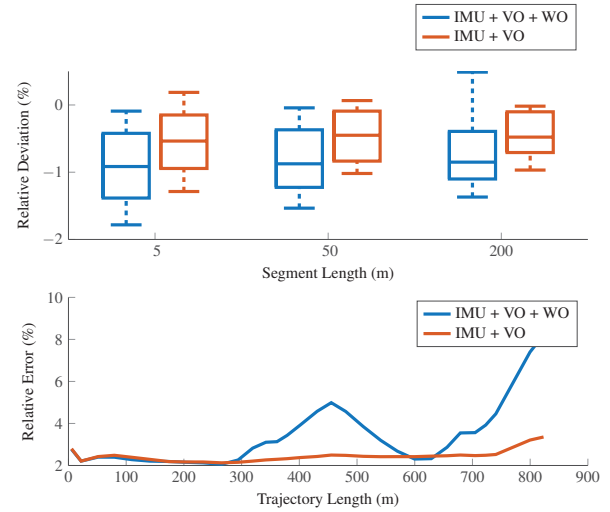 IMU + VO + WO
IMU + VO
Relative Deviation (%)
0
−1
−2
5
50
200
Segment Length (m)
Relative Error (%)
10
8
6
4
2
IMU + VO + WO
IMU + VO
0
100
200
300
400
500
600
700
800
900
Trajectory Length (m)